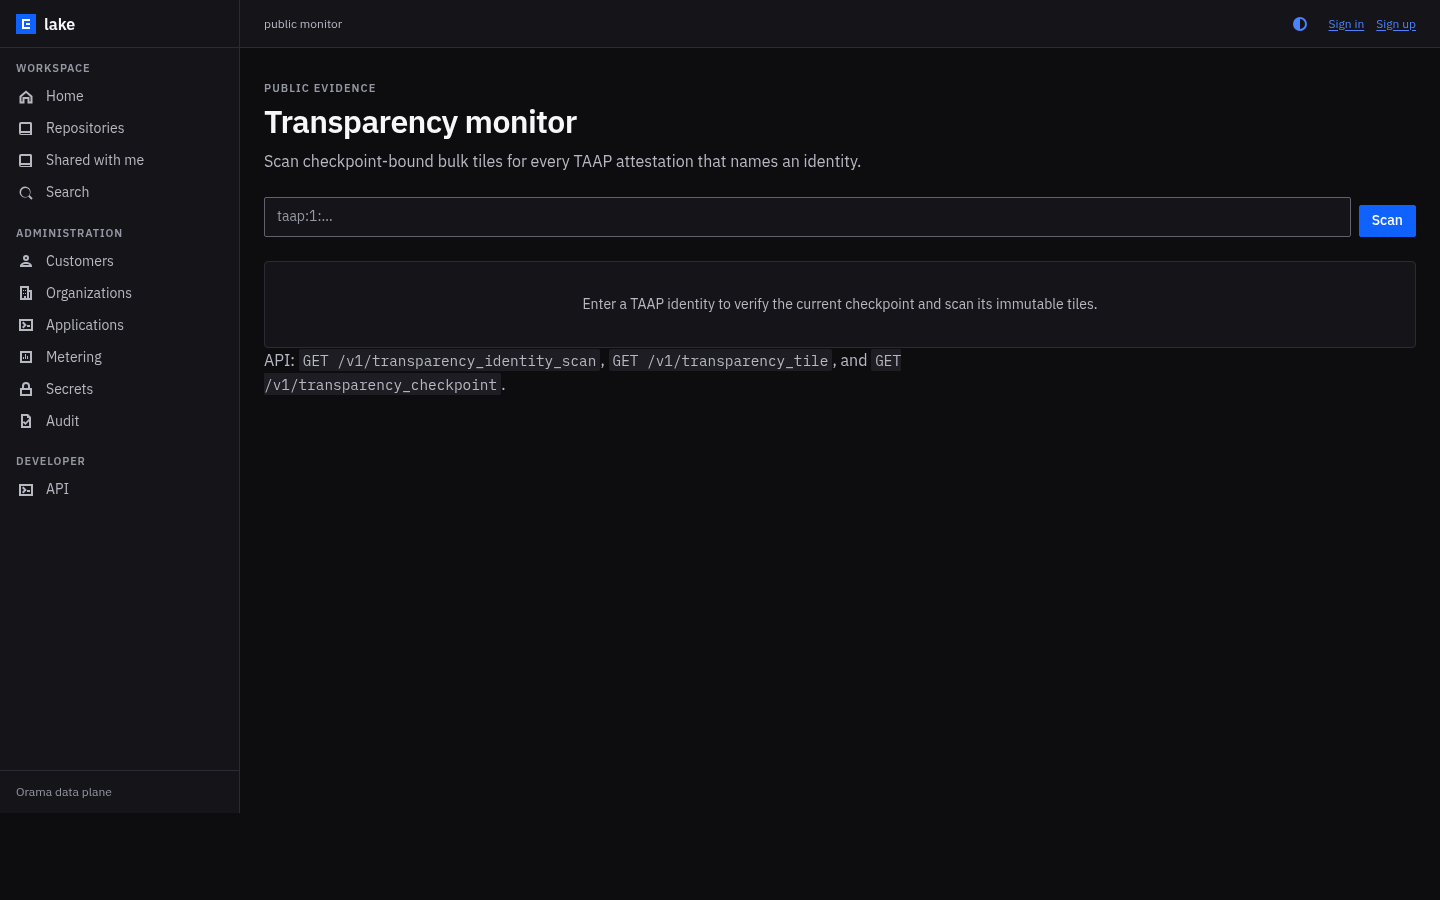 lake
public monitor
Sign in
Sign up
WORKSPACE
Home
Repositories
Shared with me
Search
ADMINISTRATION
Customers
Organizations
Applications
Metering
Secrets
Audit
DEVELOPER
API
Orama data plane
PUBLIC EVIDENCE
Transparency monitor
Scan checkpoint-bound bulk tiles for every TAAP attestation that names an identity.
taap:1:...
Scan
Enter a TAAP identity to verify the current checkpoint and scan its immutable tiles.
API: GET /v1/transparency_identity_scan, GET /v1/transparency_tile, and GET
/v1/transparency_checkpoint.